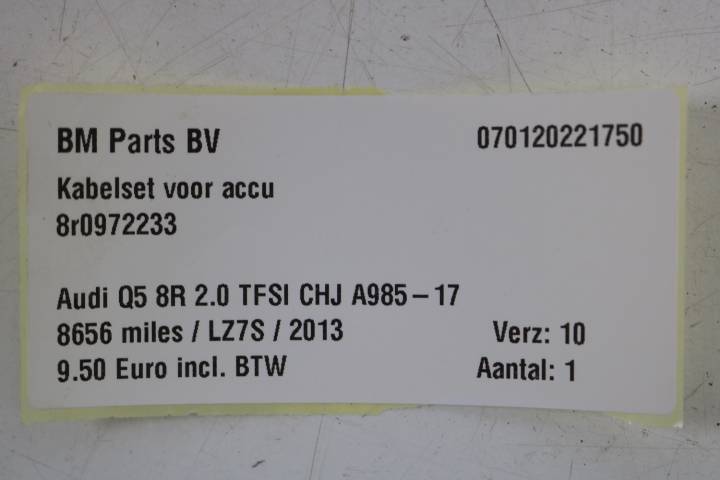 BM Parts BV 070120221750
Kabelset voor accu
8r0972233
Audi Q5 8R 2.0 TFSI CHJ A985-17
8656 miles / LZ7S / 2013 Verz: 10
9.50 Euro incl. BTW Aantal: 1